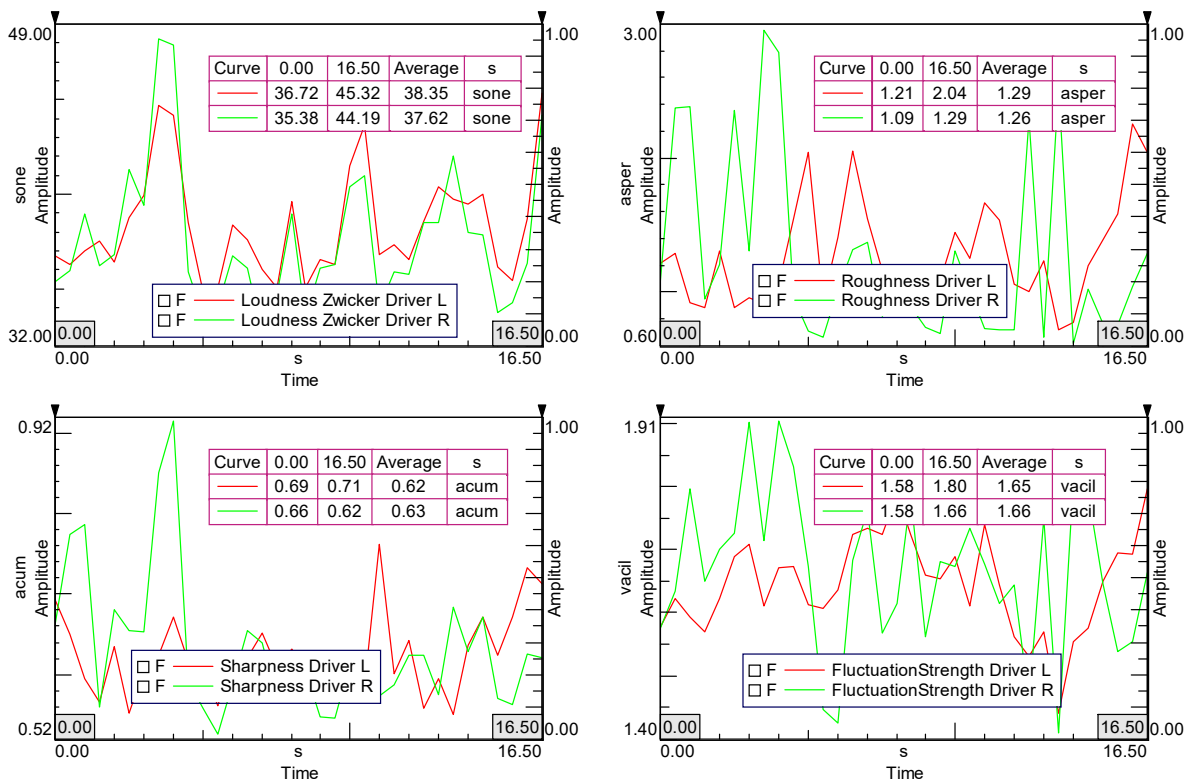 49.00
1.00
sone
Amplitude
Amplitude
Curve 0.00 16.50 Average s
36.72 45.32 38.35 sone
35.38 44.19 37.62 sone
F Loudness Zwicker Driver L
F Loudness Zwicker Driver R
32.00
0.00
16.50
0.00
0.00
s
16.50
Time
3.00
1.00
asper
Amplitude
Amplitude
Curve 0.00 16.50 Average s
1.21 2.04 1.29 asper
1.09 1.29 1.26 asper
F Roughness Driver L
F Roughness Driver R
0.60
0.00
16.50
0.00
0.00
s
16.50
Time
0.92
1.00
acum
Amplitude
Amplitude
Curve 0.00 16.50 Average s
0.69 0.71 0.62 acum
0.66 0.62 0.63 acum
F Sharpness Driver L
F Sharpness Driver R
0.52
0.00
16.50
0.00
0.00
s
16.50
Time
1.91
1.00
vacil
Amplitude
Amplitude
Curve 0.00 16.50 Average s
1.58 1.80 1.65 vacil
1.58 1.66 1.66 vacil
F FluctuationStrength Driver L
F FluctuationStrength Driver R
1.40
16.50
0.00
0.00
s
16.50
Time